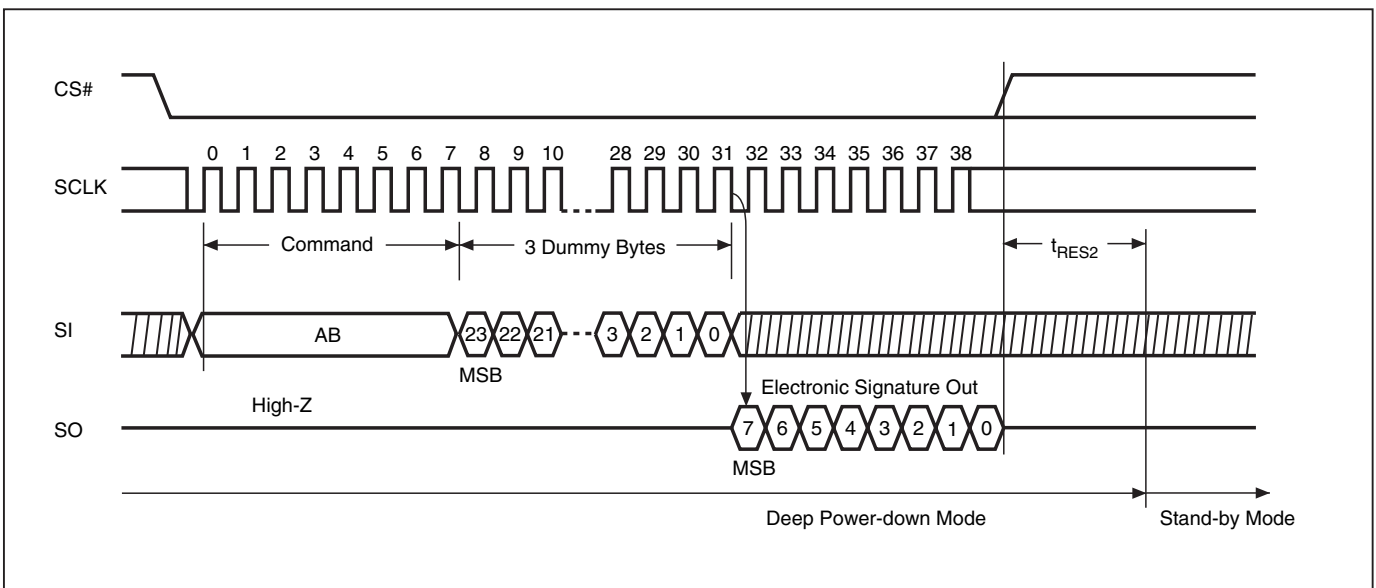 CS#
0 1 2 3 4 5 6 7 8 9 10 28 29 30 31 32 33 34 35 36 37 38
SCLK
Command 3 Dummy Bytes tRES2
SI AB 23 22 21 3 2 1 0
MSB
Electronic Signature Out
High-Z
SO 7 6 5 4 3 2 1 0
MSB
Deep Power-down Mode Stand-by Mode